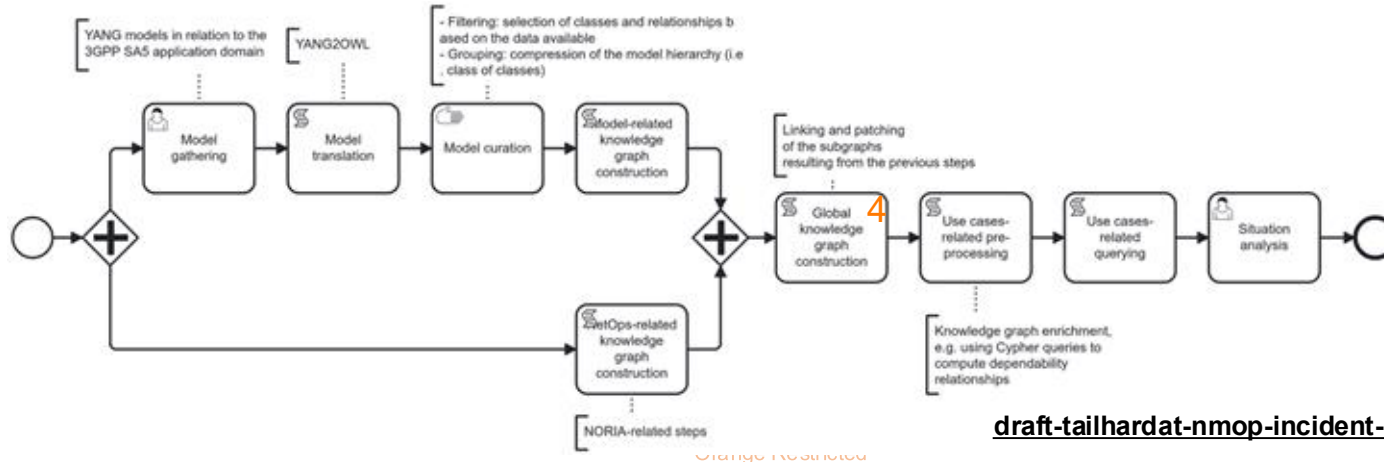 YANG models in relation to the
3GPP SA5 application domain
YANG2OWL
- Filtering: selection of classes and relationships b
ased on the data available
- Grouping: compression of the model hierarchy (i.e
. class of classes)
Model
gathering
Model
translation
Model curation
Model-related
knowledge
graph
construction
Linking and patching
of the subgraphs
resulting from the previous steps
4
Global
knowledge
graph
construction
Use cases-
related pre-
processing
Use cases-
related
querying
Situation
analysis
NetOps-related
knowledge
graph
construction
Knowledge graph enrichment,
e.g. using Cypher queries to
compute dependability
relationships
NORIA-related steps
draft-tailhardat-nmop-incident-
Orange Restricted